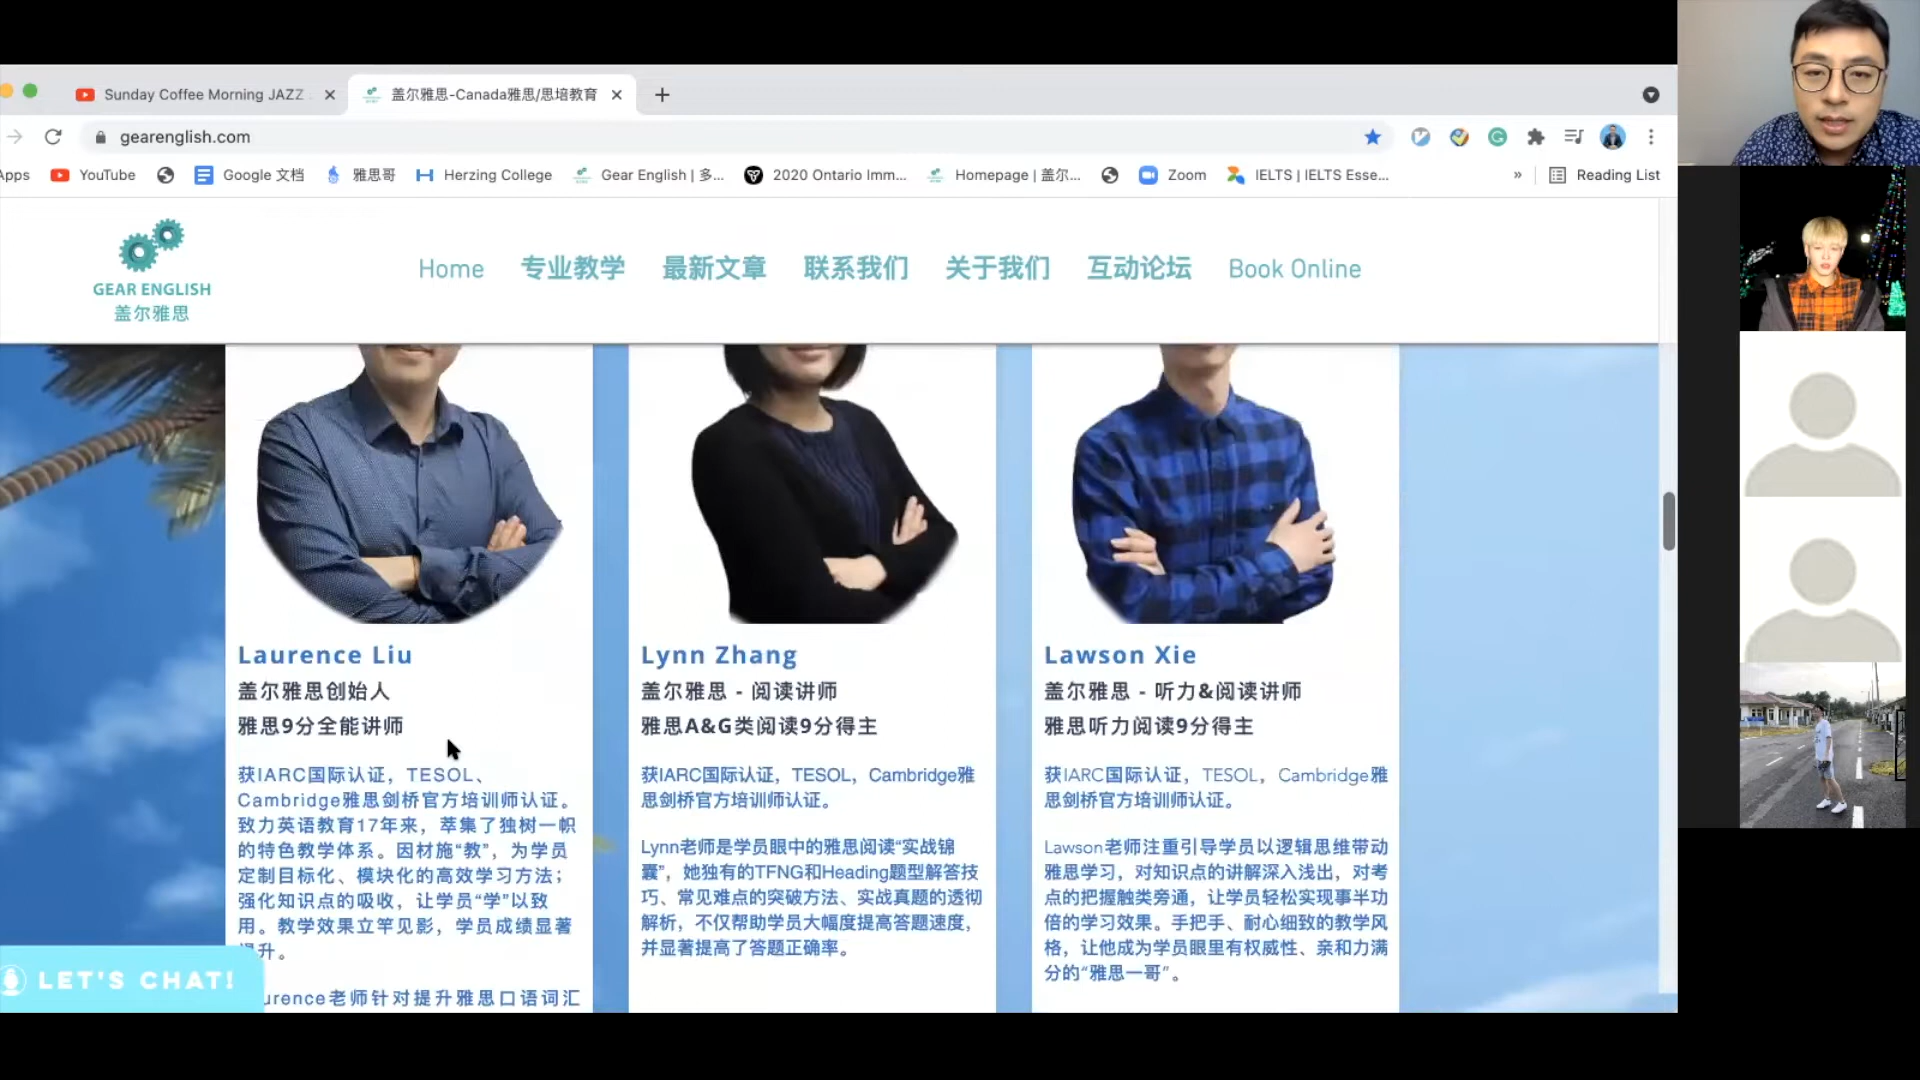 Sunday Coffee Morning JAZZ
盖尔雅思-Canada雅思/思培教育
gearenglish.com
Apps
YouTube
Google 文档
雅思哥
Herzing College
Gear English | 多...
2020 Ontario Imm...
Homepage | 盖尔...
Zoom
IELTS | IELTS Esse...
»
Reading List
GEAR ENGLISH
盖尔雅思
Home
专业教学
最新文章
联系我们
关于我们
互动论坛
Book Online
Laurence Liu
盖尔雅思创始人
雅思9分全能讲师
获IARC国际认证，TESOL、
Cambridge雅思剑桥官方培训师认证。
致力英语教育17年来，萃集了独树一帜
的特色教学体系。因材施“教”，为学员
定制目标化、模块化的高效学习方法；
强化知识点的吸收，让学员“学”以致
用。教学效果立竿见影，学员成绩显著
升。
urence老师针对提升雅思口语词汇
Lynn Zhang
盖尔雅思 - 阅读讲师
雅思A&G类阅读9分得主
获IARC国际认证，TESOL，Cambridge雅
思剑桥官方培训师认证。
Lynn老师是学员眼中的雅思阅读“实战锦
囊”，她独有的TFNG和Heading题型解答技
巧、常见难点的突破方法、实战真题的透彻
解析，不仅帮助学员大幅度提高答题速度，
并显著提高了答题正确率。
Lawson Xie
盖尔雅思 - 听力&阅读讲师
雅思听力阅读9分得主
获IARC国际认证，TESOL，Cambridge雅
思剑桥官方培训师认证。
Lawson老师注重引导学员以逻辑思维带动
雅思学习，对知识点的讲解深入浅出，对考
点的把握触类旁通，让学员轻松实现事半功
倍的学习效果。手把手、耐心细致的教学风
格，让他成为学员眼里有权威性、亲和力满
分的“雅思一哥”。
LET'S CHAT!